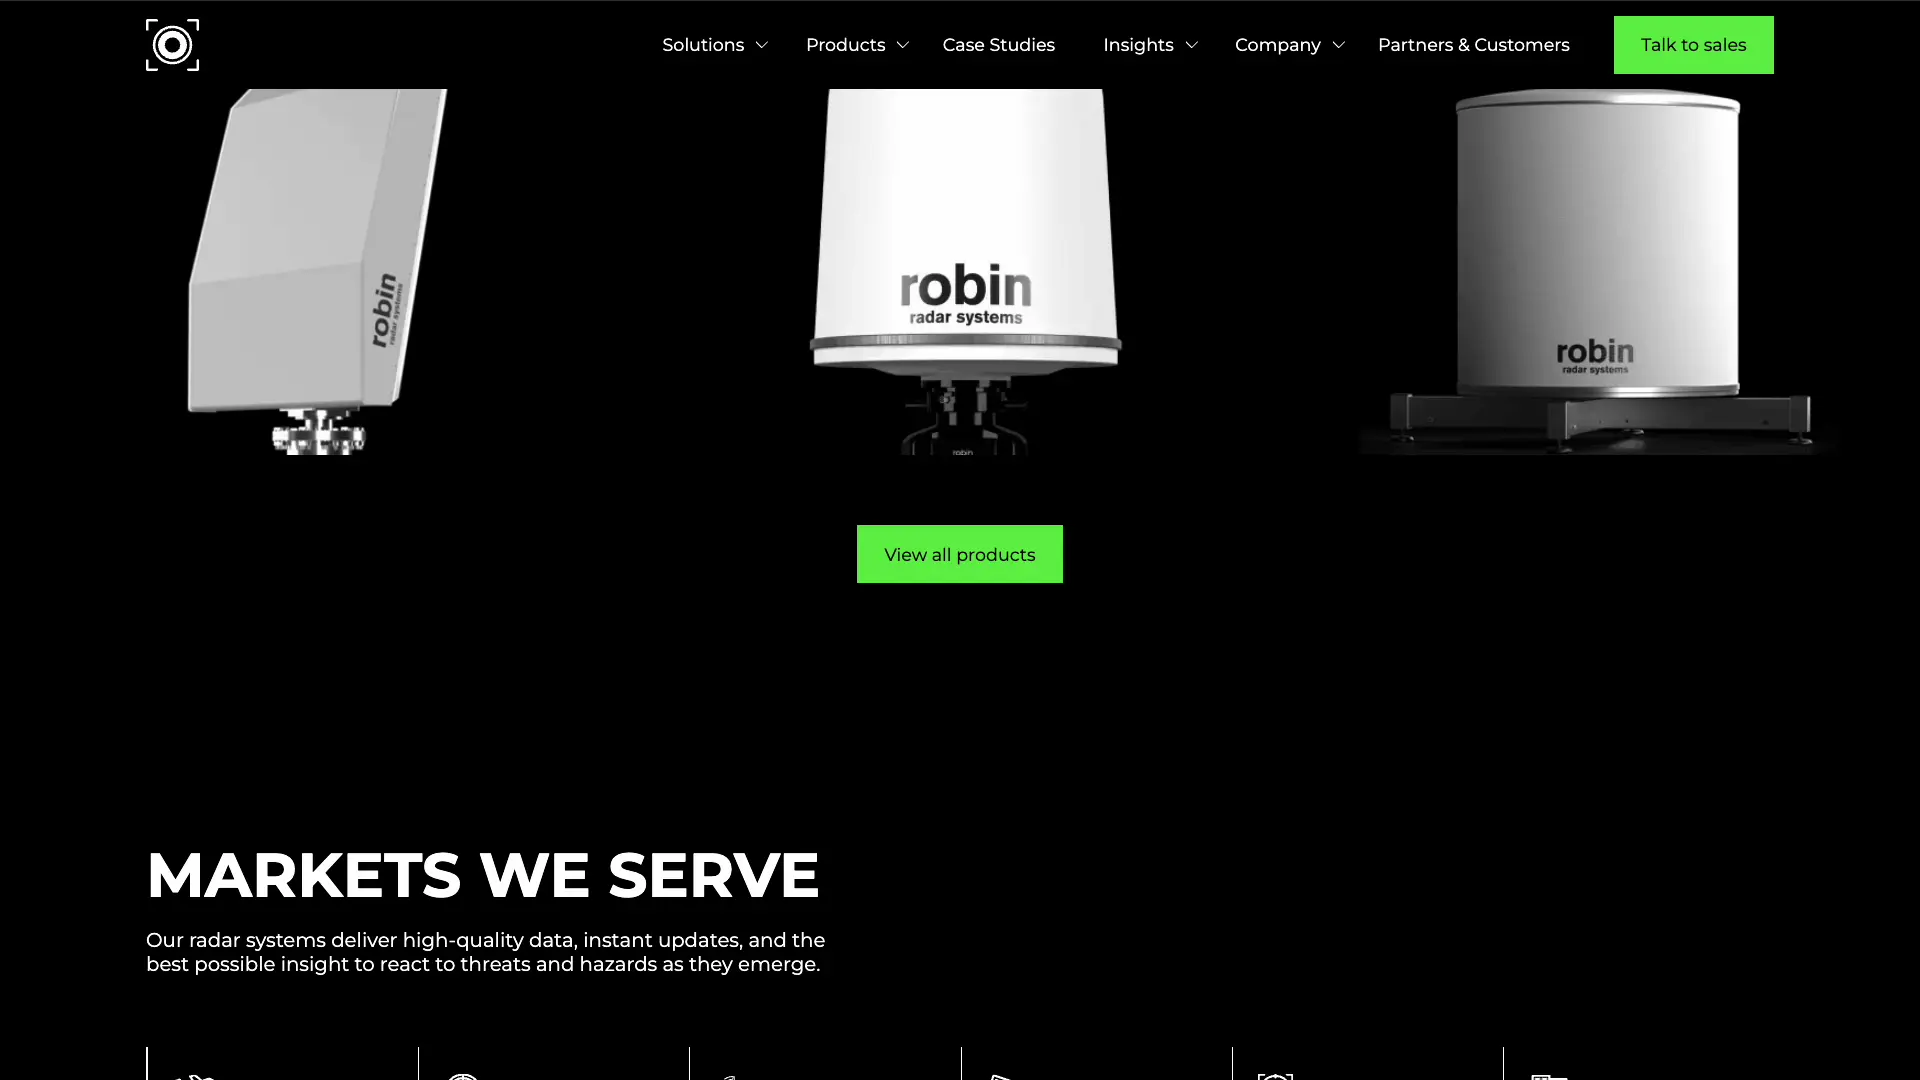 Solutions
Products
Case Studies
Insights
Company
Partners & Customers
Talk to sales
robin
radar systems
robin
radar systems
robin
radar systems
robin
View all products
MARKETS WE SERVE
Our radar systems deliver high-quality data, instant updates, and the
best possible insight to react to threats and hazards as they emerge.